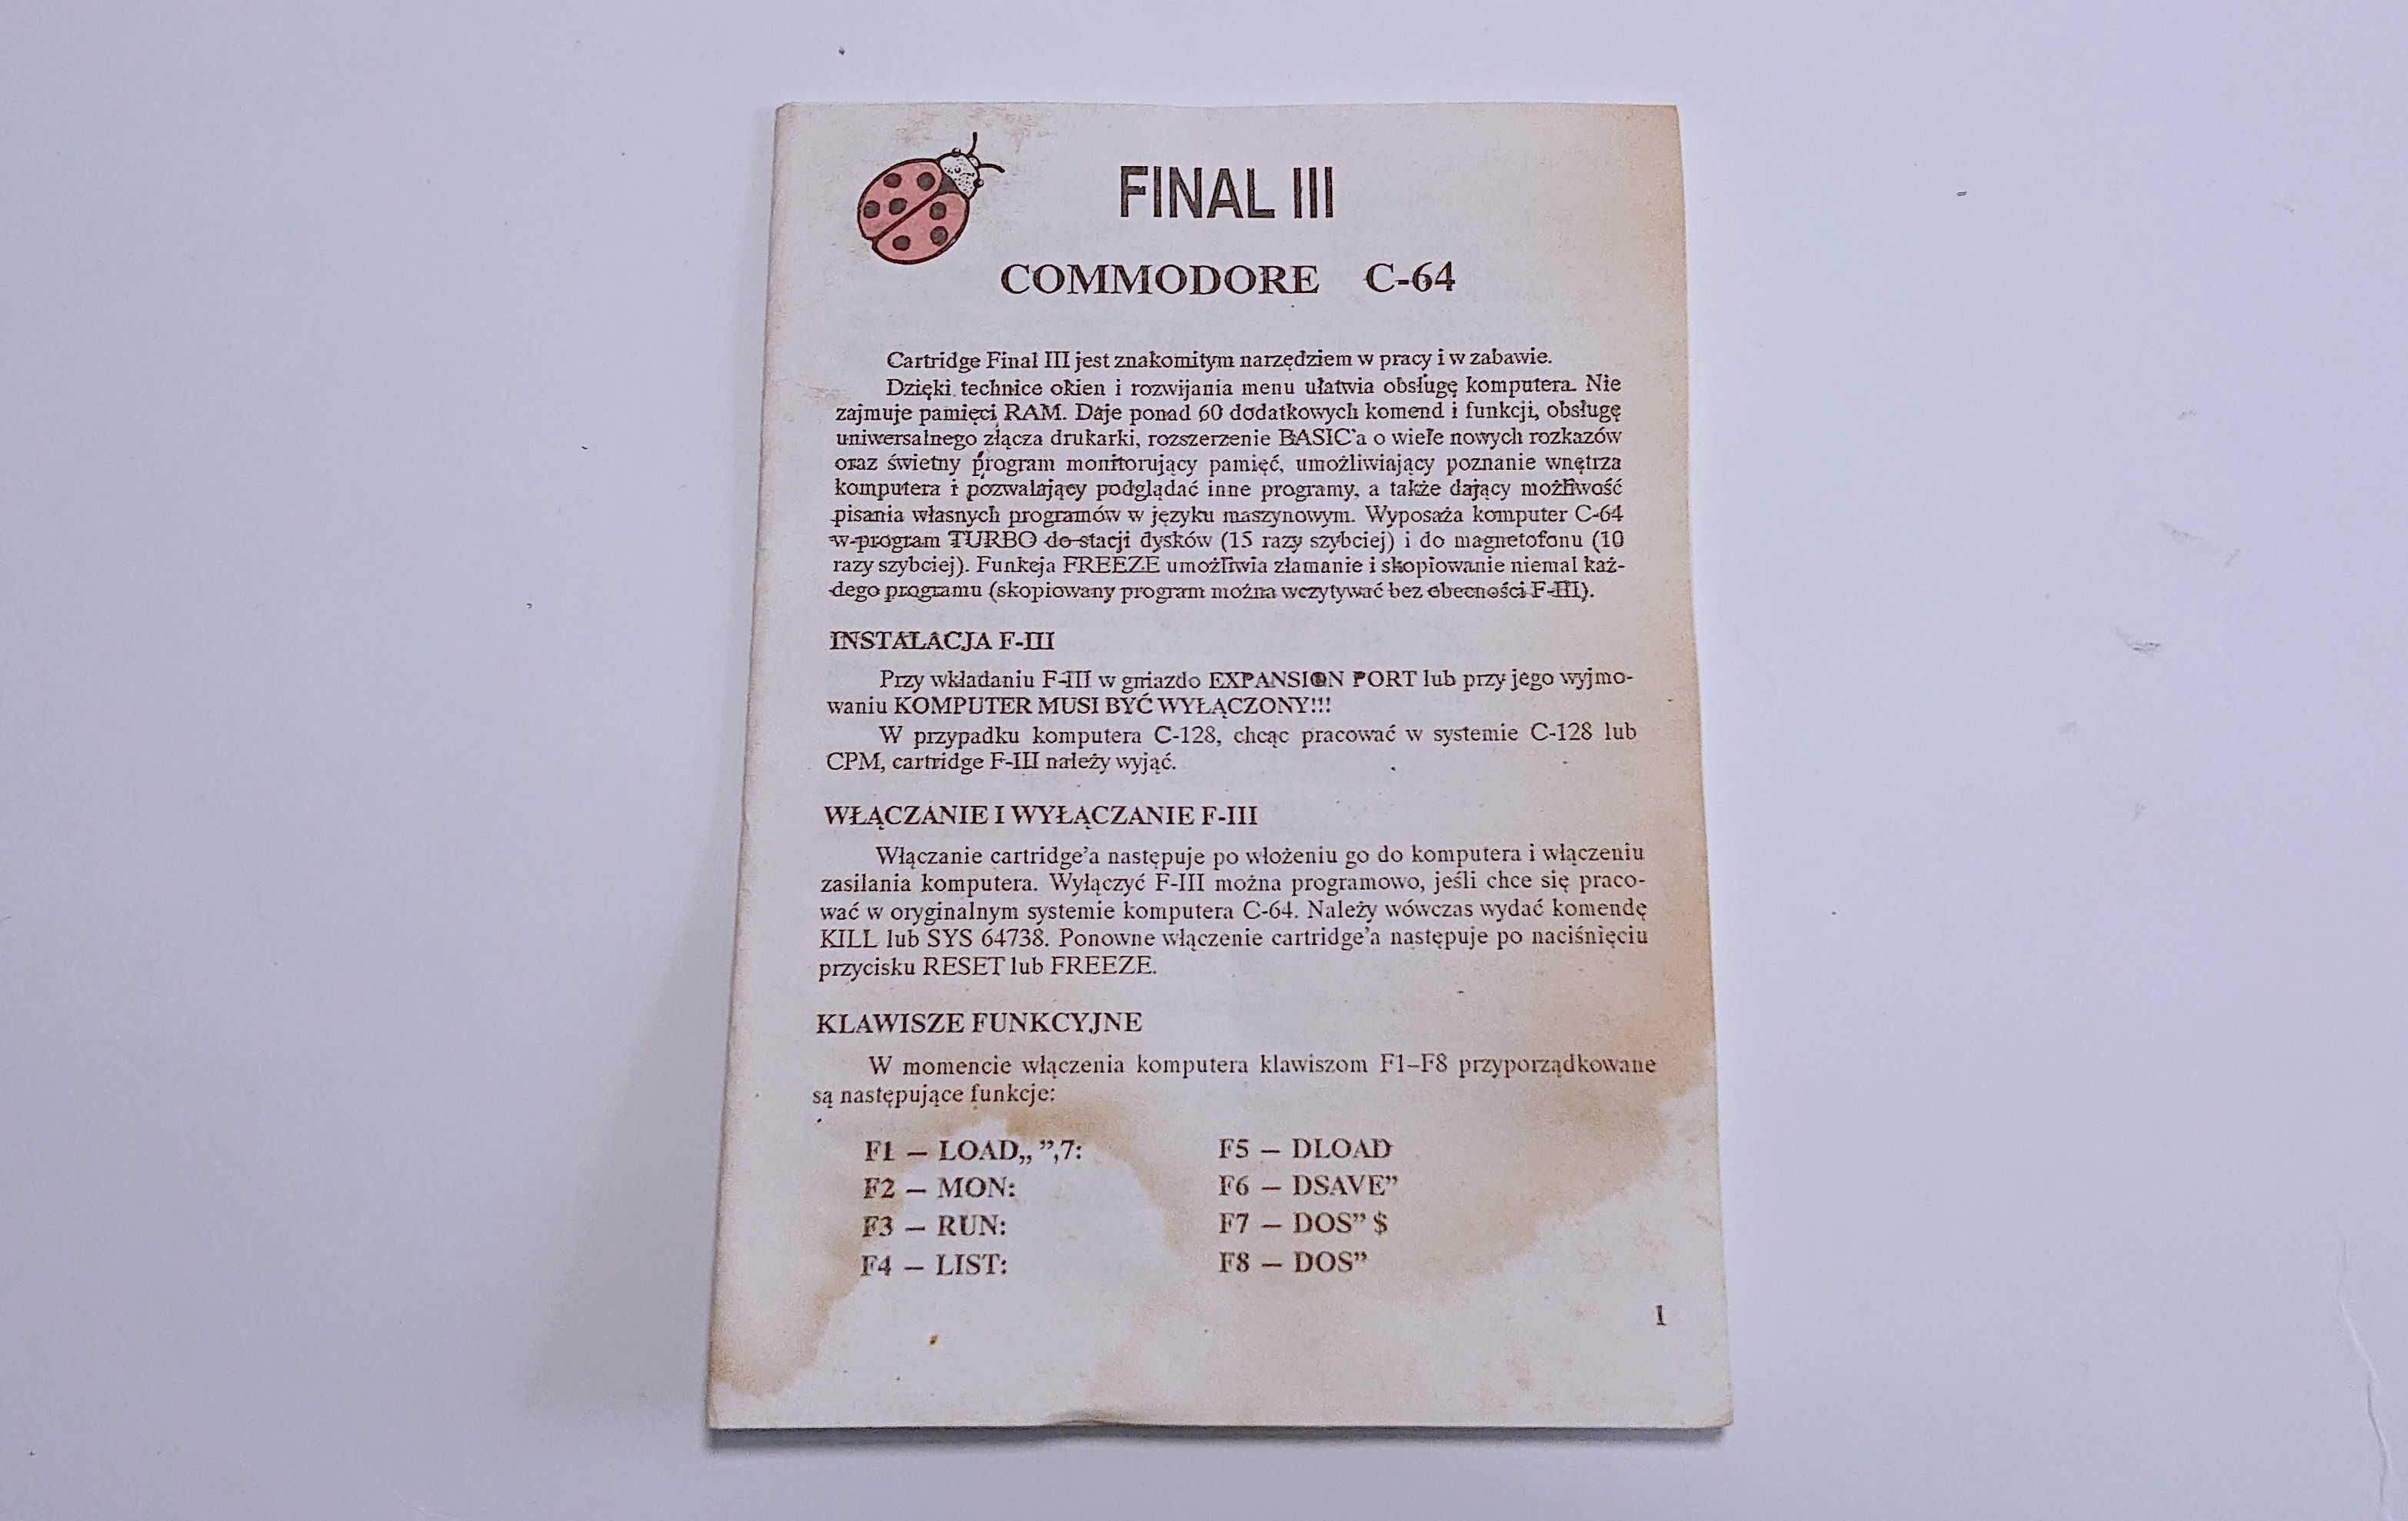 FINAL III
COMMODORE C-64
Cartridge Final III jest znakomitym narzędziem w pracy i w zabawie.
Dzięki technice okien i rozwijania menu ułatwia obsługę komputera. Nie
zajmuje pamięci RAM. Daje ponad 60 dodatkowych komend i funkcji, obsługę
uniwersalnego złącza drukarki, rozszerzenie BASIC'a o wiele nowych rozkazów
oraz świetny program monitorujący pamięć, umożliwiający poznanie wnętrza
komputera i pozwalający podglądać inne programy, a także dający możliwość
pisania własnych programów w języku maszynowym. Wyposaża komputer C-64
w program TURBO do stacji dysków (15 razy szybciej) i do magnetofonu (10
razy szybciej). Funkcja FREEZE umożliwia złamanie i skopiowanie niemal każ-
dego programu (skopiowany program można wczytywać bez obecności F-III).
INSTALACJA F-III
Przy wkładaniu F-III w gniazdo EXPANSION PORT lub przy jego wyjmo-
waniu KOMPUTER MUSI BYĆ WYŁĄCZONY!!!
W przypadku komputera C-128, chcąc pracować w systemie C-128 lub
CPM, cartridge F-III należy wyjąć.
WŁĄCZANIE I WYŁĄCZANIE F-III
Włączanie cartridge’a następuje po włożeniu go do komputera i włączeniu
zasilania komputera. Wyłączyć F-III można programowo, jeśli chce się praco-
wać w oryginalnym systemie komputera C-64. Należy wówczas wydać komendę
KILL lub SYS 64738. Ponowne włączenie cartridge’a następuje po naciśnięciu
przycisku RESET lub FREEZE.
KLAWISZE FUNKCYJNE
W momencie włączenia komputera klawiszom F1–F8 przyporządkowane
są następujące funkcje:
F1 — LOAD„ ”,7:
F2 — MON:
F3 — RUN:
F4 — LIST:
F5 — DLOAD
F6 — DSAVE”
F7 — DOS” $
F8 — DOS”
1